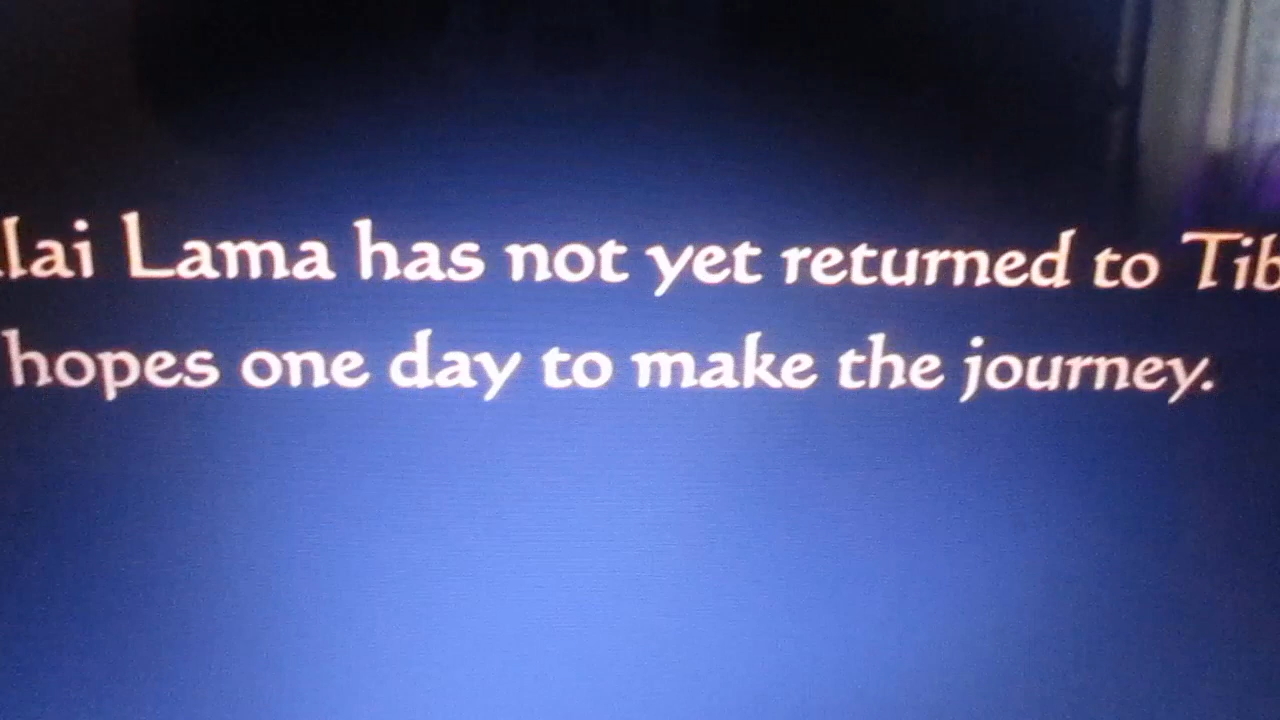 lai Lama has not yet returned to Tib
hopes one day to make the journey.